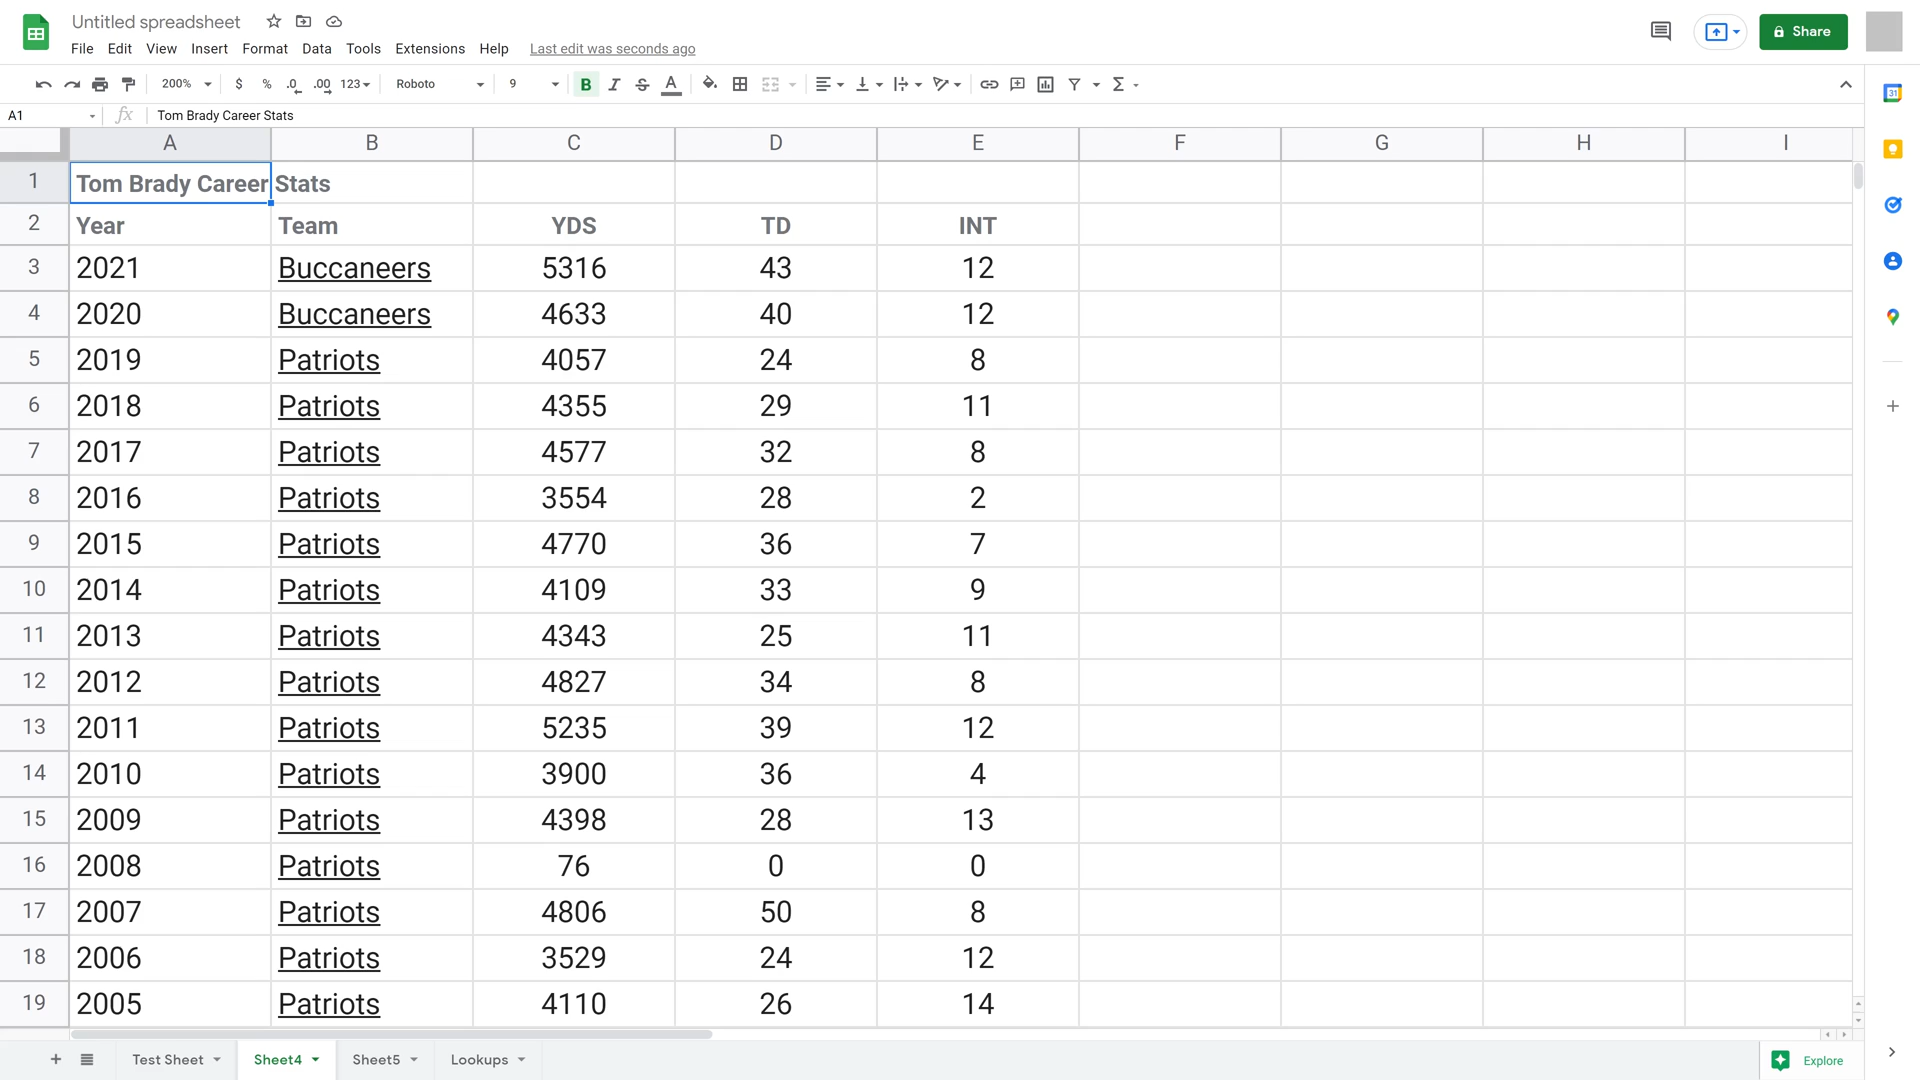 Untitled spreadsheet
File Edit View Insert Format Data Tools Extensions Help Last edit was seconds ago
Share
200% $ % .0 .00 123 Roboto 9 B I S A Σ
A1 fx Tom Brady Career Stats
31
A B C D E F G H I
1 Tom Brady Career Stats
2 Year Team YDS TD INT
3 2021 Buccaneers 5316 43 12
4 2020 Buccaneers 4633 40 12
5 2019 Patriots 4057 24 8
6 2018 Patriots 4355 29 11
7 2017 Patriots 4577 32 8
8 2016 Patriots 3554 28 2
9 2015 Patriots 4770 36 7
10 2014 Patriots 4109 33 9
11 2013 Patriots 4343 25 11
12 2012 Patriots 4827 34 8
13 2011 Patriots 5235 39 12
14 2010 Patriots 3900 36 4
15 2009 Patriots 4398 28 13
16 2008 Patriots 76 0 0
17 2007 Patriots 4806 50 8
18 2006 Patriots 3529 24 12
19 2005 Patriots 4110 26 14
Test Sheet Sheet4 Sheet5 Lookups Explore